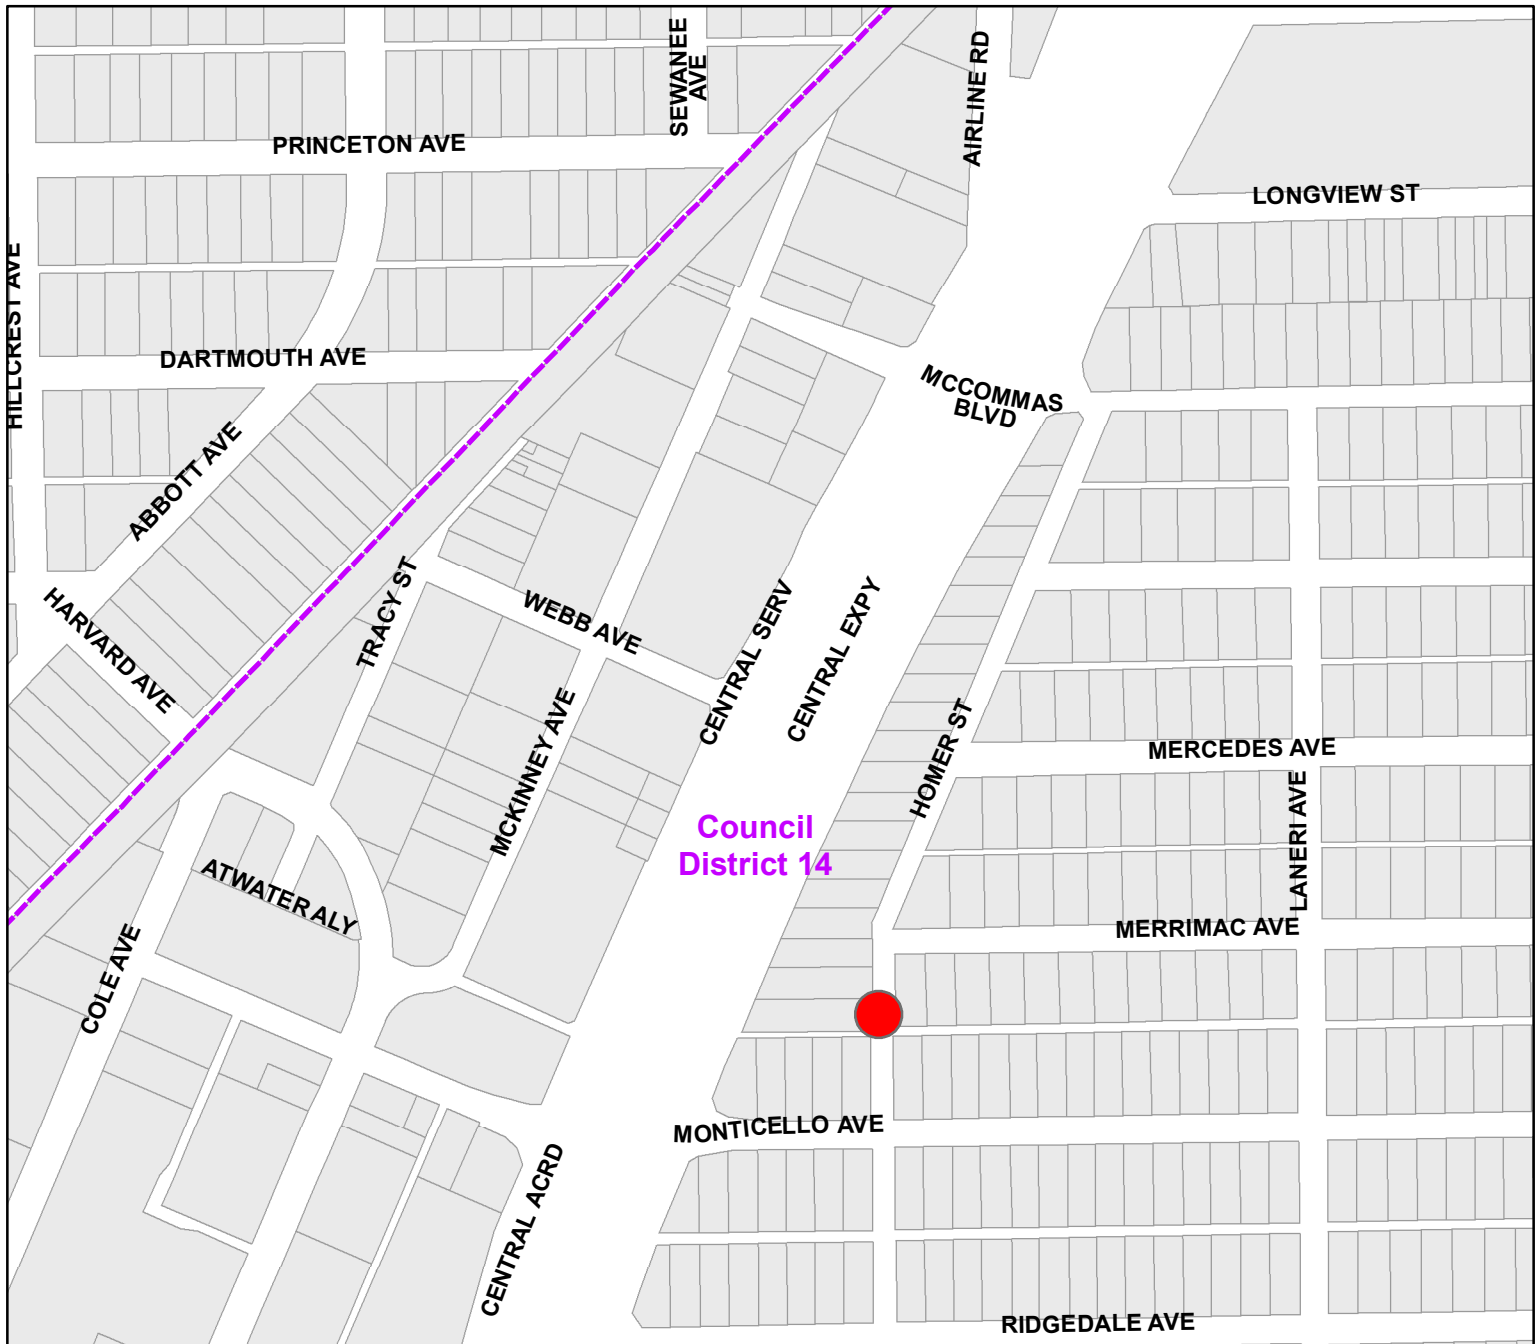 SEWANEE
AVE
AIRLINE RD
PRINCETON AVE
LONGVIEW ST
HILLCREST AVE
DARTMOUTH AVE
MCCOMMAS
BLVD
ABBOTT AVE
HARVARD AVE
TRACY ST
WEBB AVE
CENTRAL SERV
CENTRAL EXPY
MCKINNEY AVE
HOMER ST
MERCEDES AVE
LANERI AVE
Council
District 14
ATWATER ALY
MERRIMAC AVE
COLE AVE
MONTICELLO AVE
CENTRAL ACRD
RIDGEDALE AVE